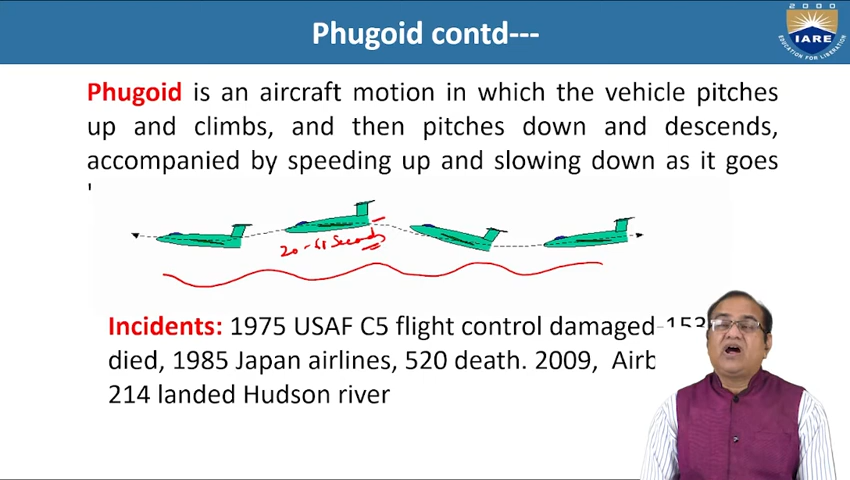 Phugoid contd---
2000
IARE
EDUCATION FOR LIBERATION
Phugoid is an aircraft motion in which the vehicle pitches
up and climbs, and then pitches down and descends,
accompanied by speeding up and slowing down as it goes
Seconds
Incidents: 1975 USAF C5 flight control damaged
died, 1985 Japan airlines, 520 death. 2009,
214 landed Hudson river